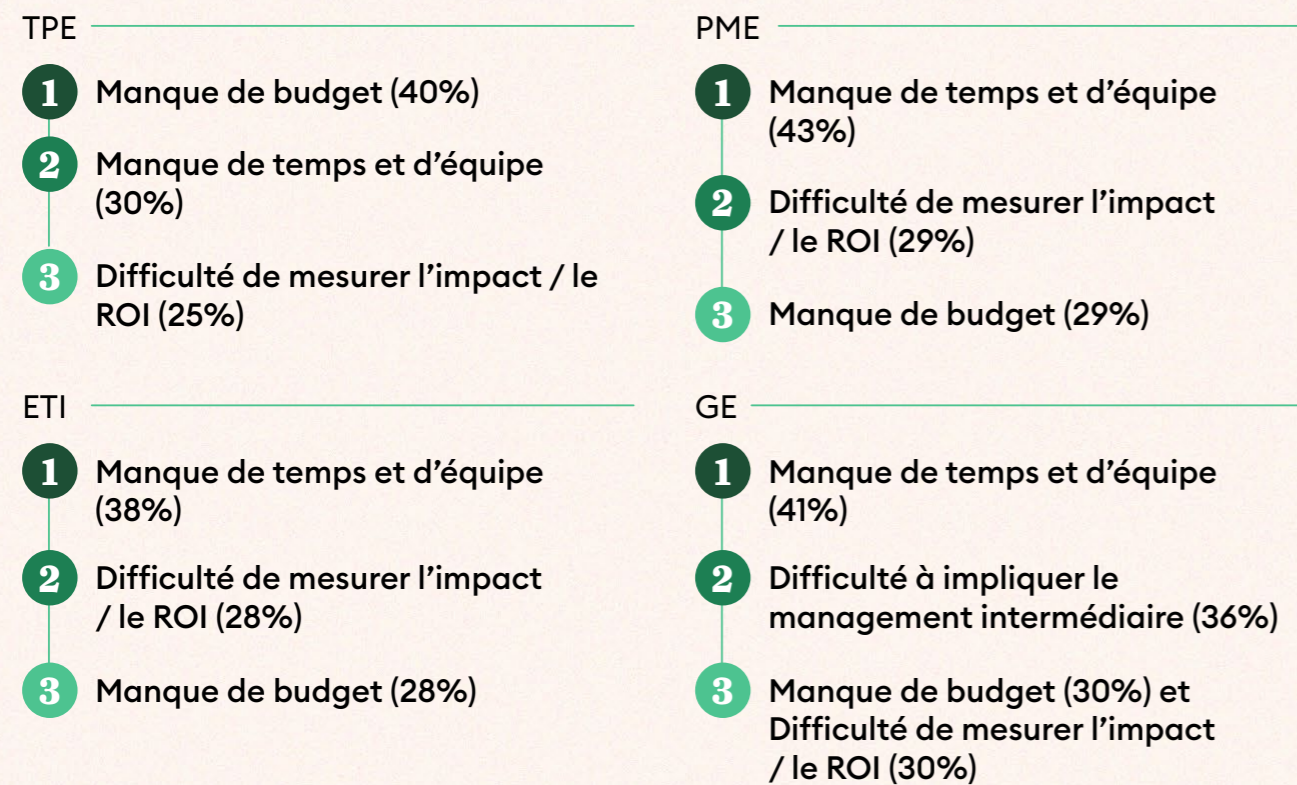 TPE
1 Manque de budget (40%)
2 Manque de temps et d’équipe
(30%)
3 Difficulté de mesurer l’impact / le
ROI (25%)
PME
1 Manque de temps et d’équipe
(43%)
2 Difficulté de mesurer l’impact
/ le ROI (29%)
3 Manque de budget (29%)
ETI
1 Manque de temps et d’équipe
(38%)
2 Difficulté de mesurer l’impact
/ le ROI (28%)
3 Manque de budget (28%)
GE
1 Manque de temps et d’équipe
(41%)
2 Difficulté à impliquer le
management intermédiaire (36%)
3 Manque de budget (30%) et
Difficulté de mesurer l’impact
/ le ROI (30%)